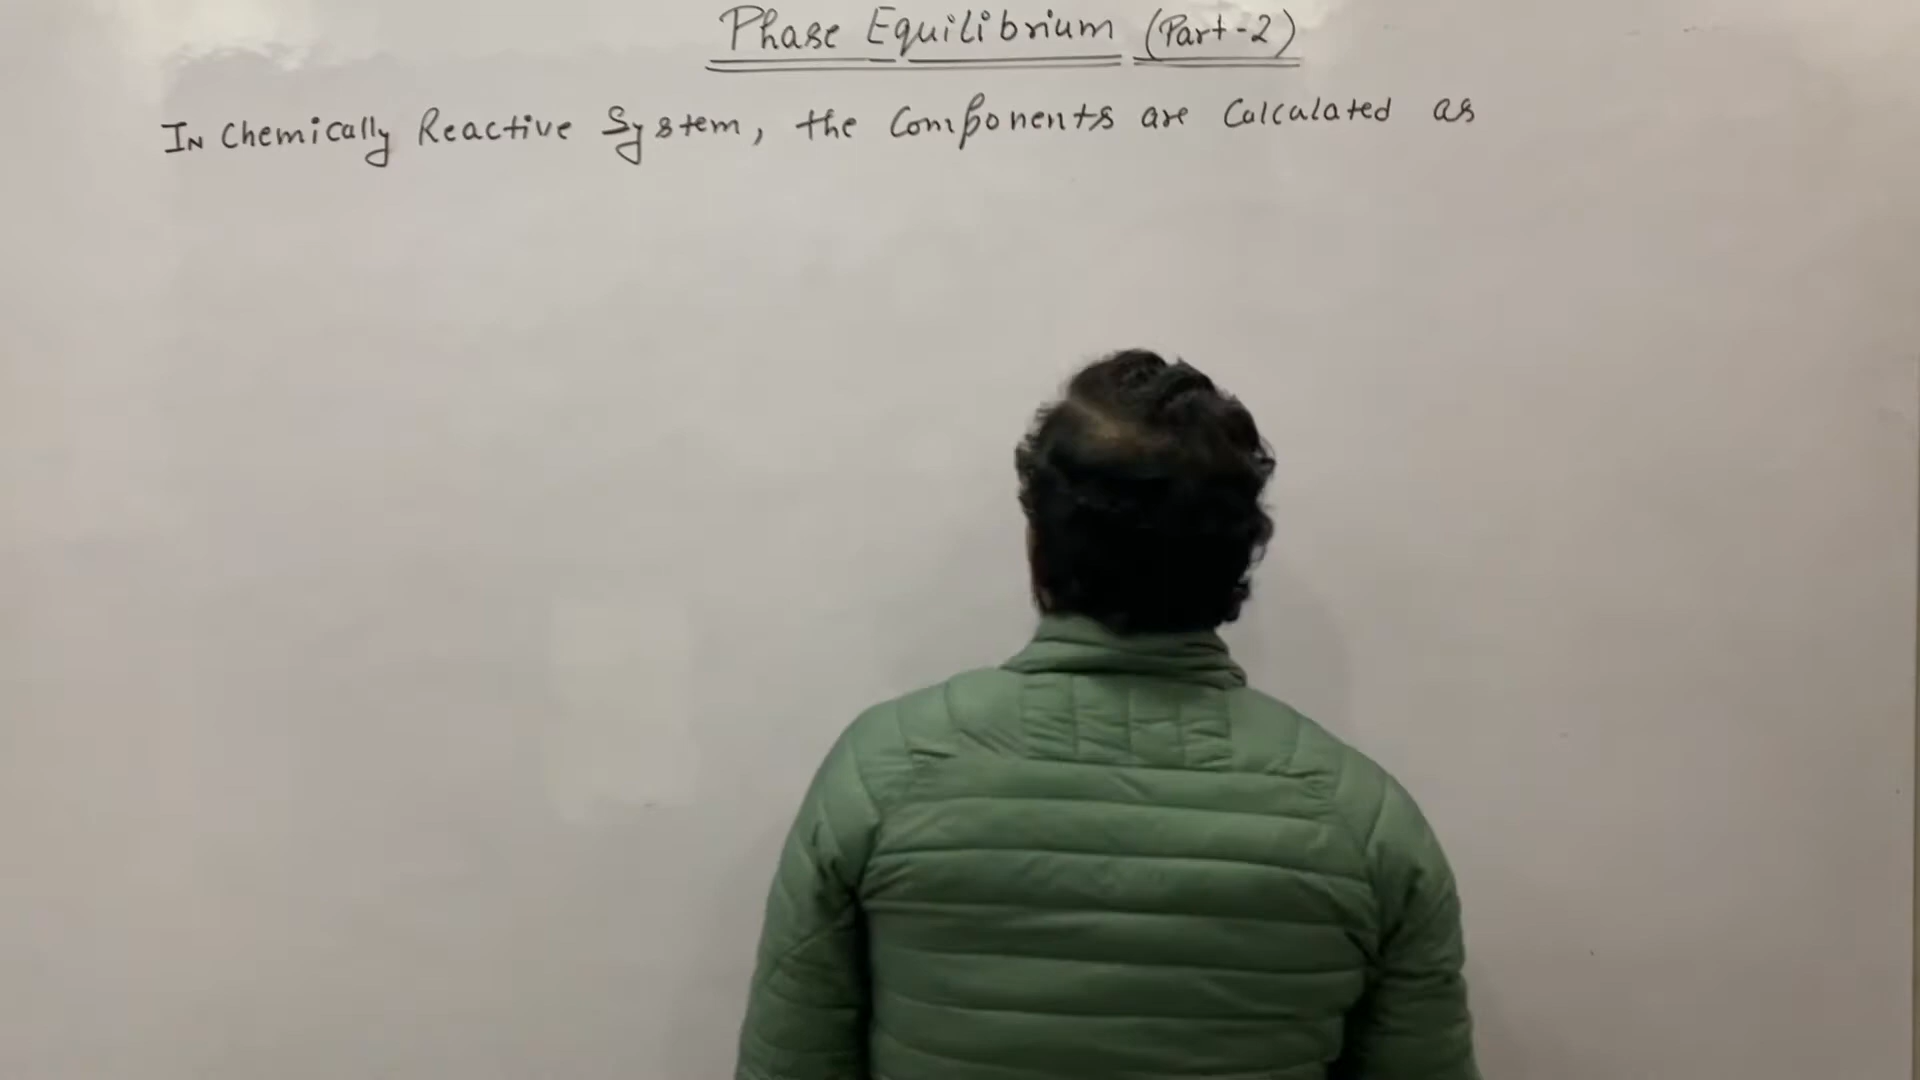 Phase Equilibrium (Part-2)
In Chemically Reactive System, the Components are Calculated as